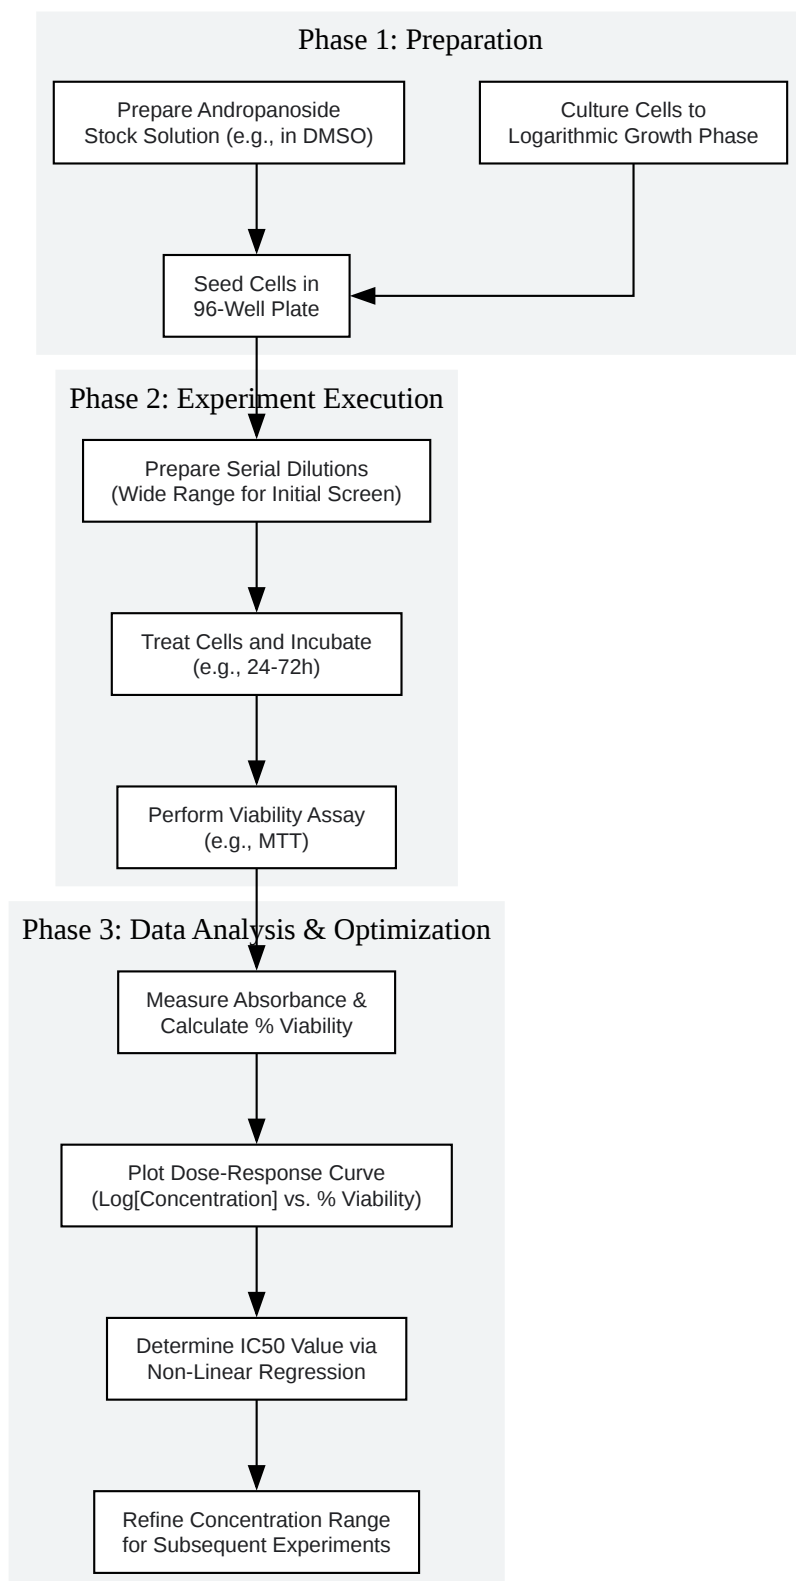 Phase 1: Preparation
Prepare Andropanoside
Stock Solution (e.g., in DMSO)
Culture Cells to
Logarithmic Growth Phase
Seed Cells in
96-Well Plate
Phase 2: Experiment Execution
Prepare Serial Dilutions
(Wide Range for Initial Screen)
Treat Cells and Incubate
(e.g., 24-72h)
Perform Viability Assay
(e.g., MTT)
Phase 3: Data Analysis & Optimization
Measure Absorbance &
Calculate % Viability
Plot Dose-Response Curve
(Log[Concentration] vs. % Viability)
Determine IC50 Value via
Non-Linear Regression
Refine Concentration Range
for Subsequent Experiments